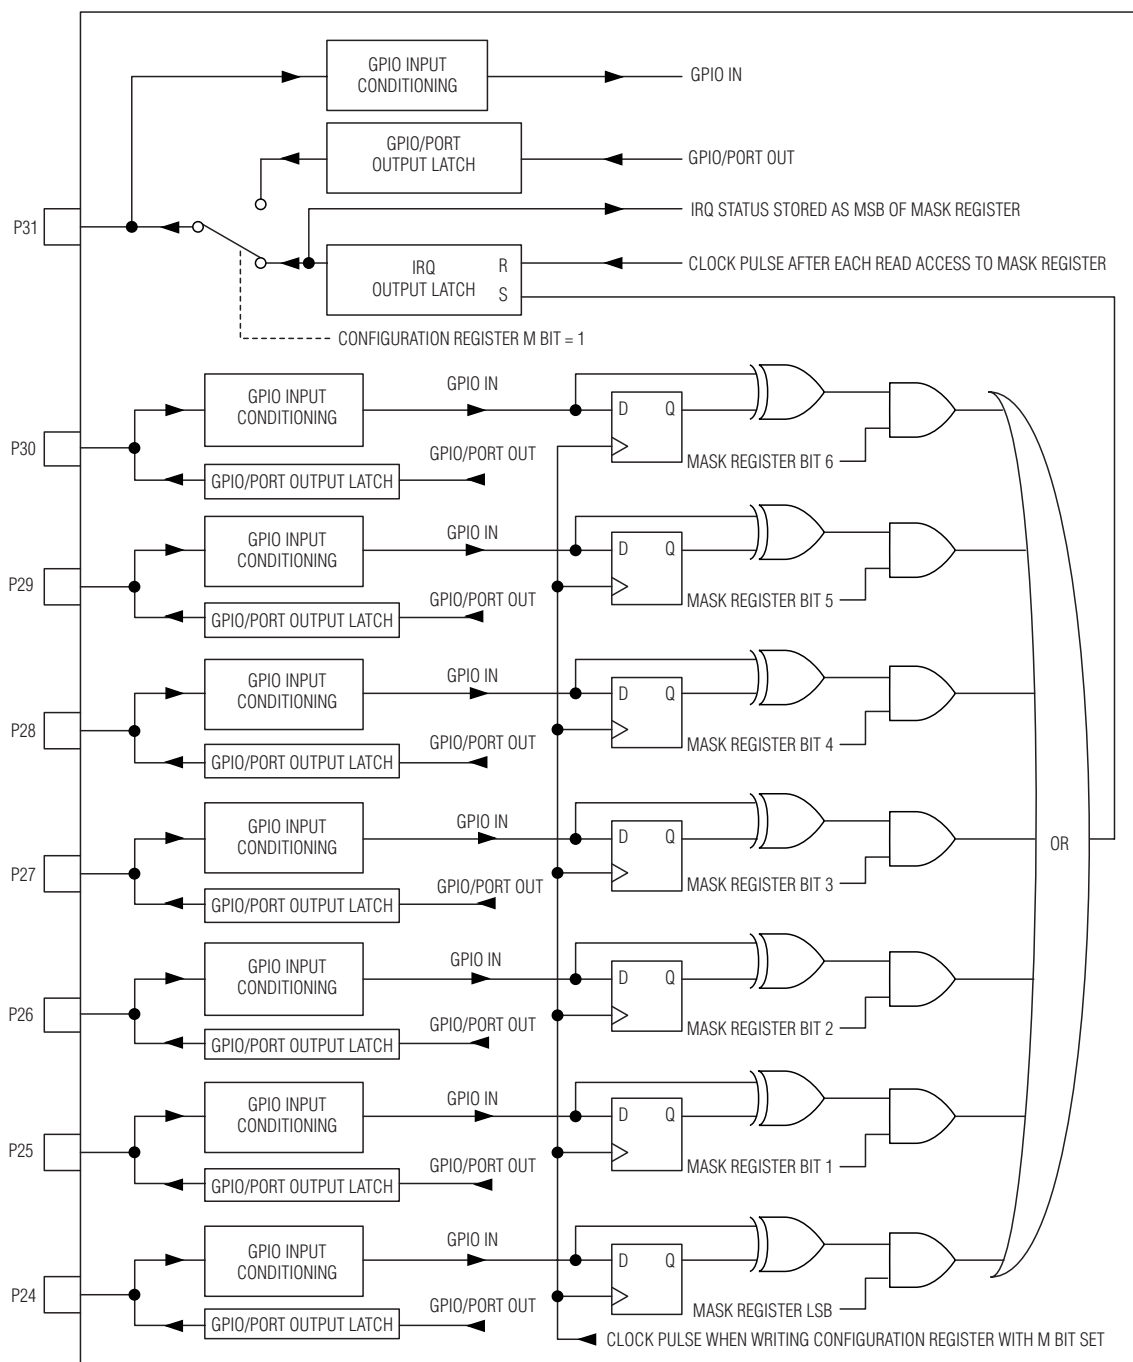 GPIO INPUT
CONDITIONING
GPIO IN
GPIO/PORT
OUTPUT LATCH
GPIO/PORT OUT
P31
IRQ STATUS STORED AS MSB OF MASK REGISTER
IRQ
OUTPUT LATCH
R
S
CLOCK PULSE AFTER EACH READ ACCESS TO MASK REGISTER
CONFIGURATION REGISTER M BIT = 1
P30
GPIO INPUT
CONDITIONING
GPIO IN
GPIO/PORT OUT
GPIO/PORT OUTPUT LATCH
D Q
MASK REGISTER BIT 6
P29
GPIO INPUT
CONDITIONING
GPIO IN
GPIO/PORT OUT
GPIO/PORT OUTPUT LATCH
D Q
MASK REGISTER BIT 5
P28
GPIO INPUT
CONDITIONING
GPIO IN
GPIO/PORT OUT
GPIO/PORT OUTPUT LATCH
D Q
MASK REGISTER BIT 4
P27
GPIO INPUT
CONDITIONING
GPIO IN
GPIO/PORT OUT
GPIO/PORT OUTPUT LATCH
D Q
MASK REGISTER BIT 3
OR
P26
GPIO INPUT
CONDITIONING
GPIO IN
GPIO/PORT OUT
GPIO/PORT OUTPUT LATCH
D Q
MASK REGISTER BIT 2
P25
GPIO INPUT
CONDITIONING
GPIO IN
GPIO/PORT OUT
GPIO/PORT OUTPUT LATCH
D Q
MASK REGISTER BIT 1
P24
GPIO INPUT
CONDITIONING
GPIO IN
GPIO/PORT OUT
GPIO/PORT OUTPUT LATCH
D Q
MASK REGISTER LSB
CLOCK PULSE WHEN WRITING CONFIGURATION REGISTER WITH M BIT SET